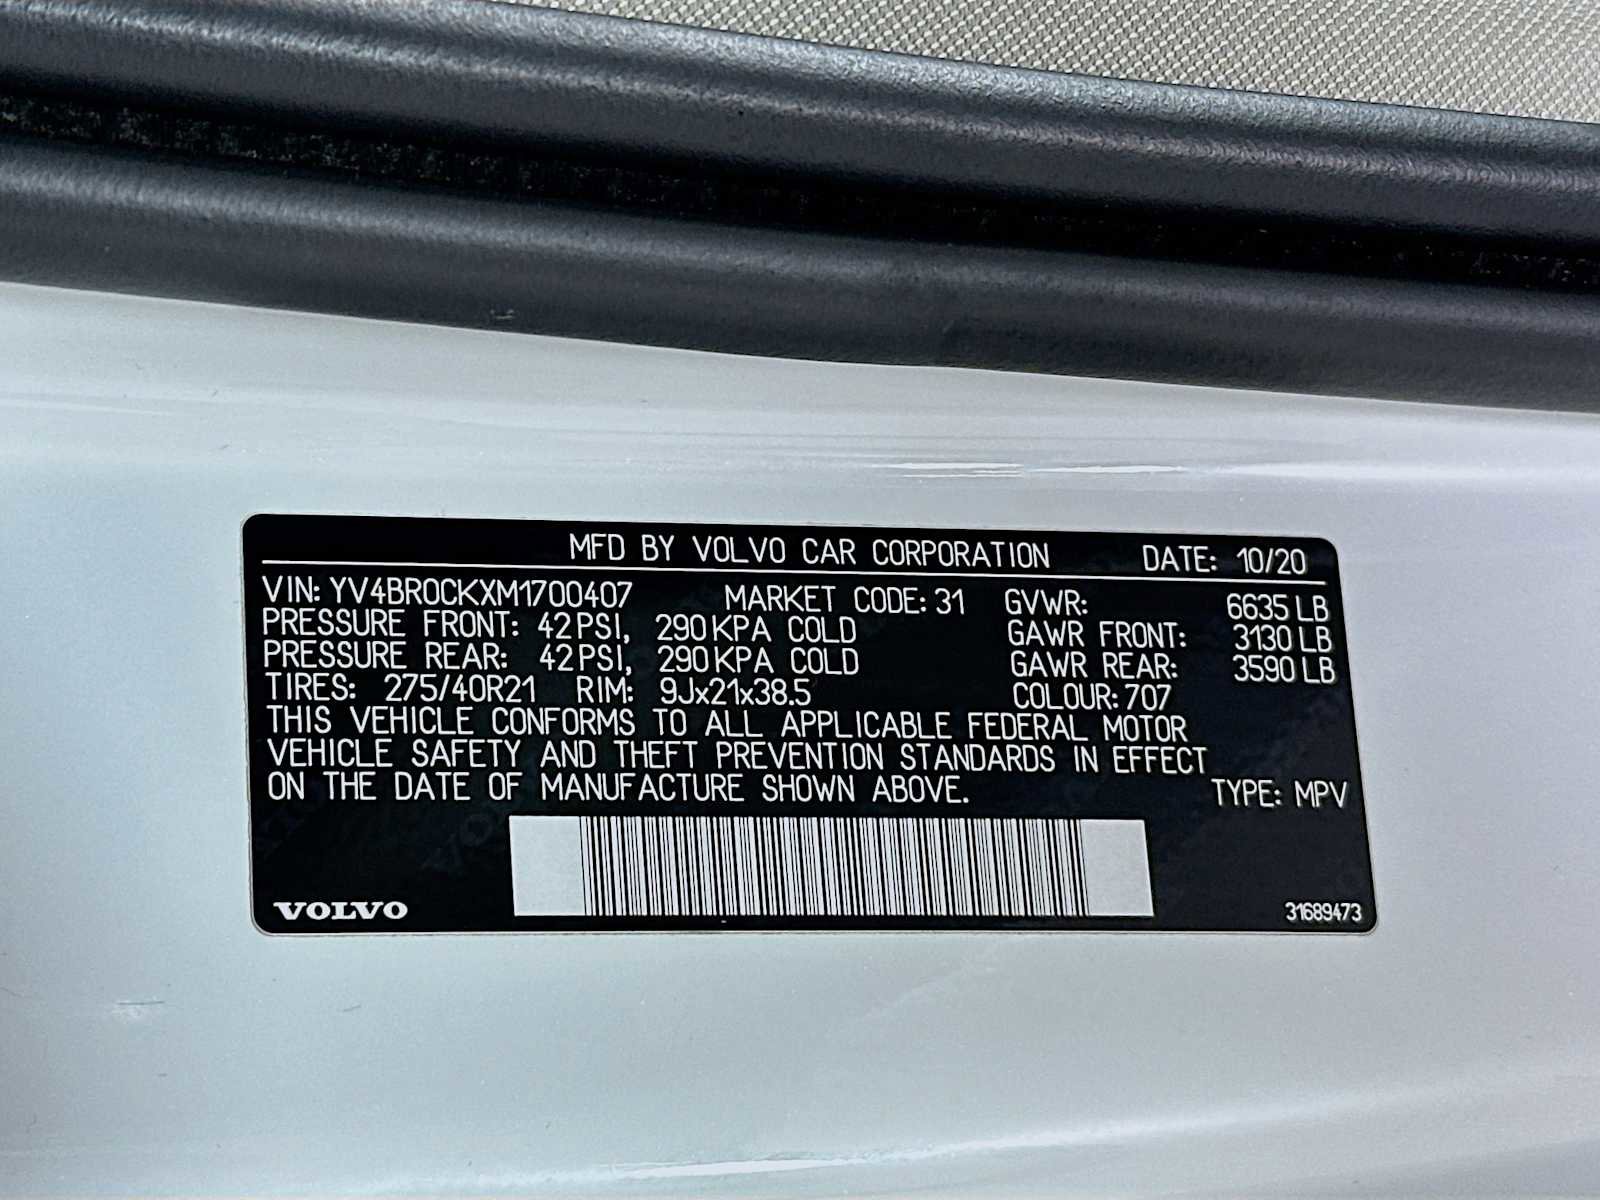 MFD BY VOLVO CAR CORPORATION DATE: 10/20
VIN: YV4BR0CKXM1700407 MARKET CODE: 31 GVWR: 6635 LB
PRESSURE FRONT: 42 PSI, 290 KPA COLD GAWR FRONT: 3130 LB
PRESSURE REAR: 42 PSI, 290 KPA COLD GAWR REAR: 3590 LB
TIRES: 275/40R21 RIM: 9Jx21x38.5 COLOUR: 707
THIS VEHICLE CONFORMS TO ALL APPLICABLE FEDERAL MOTOR
VEHICLE SAFETY AND THEFT PREVENTION STANDARDS IN EFFECT
ON THE DATE OF MANUFACTURE SHOWN ABOVE. TYPE: MPV
VOLVO 31689473